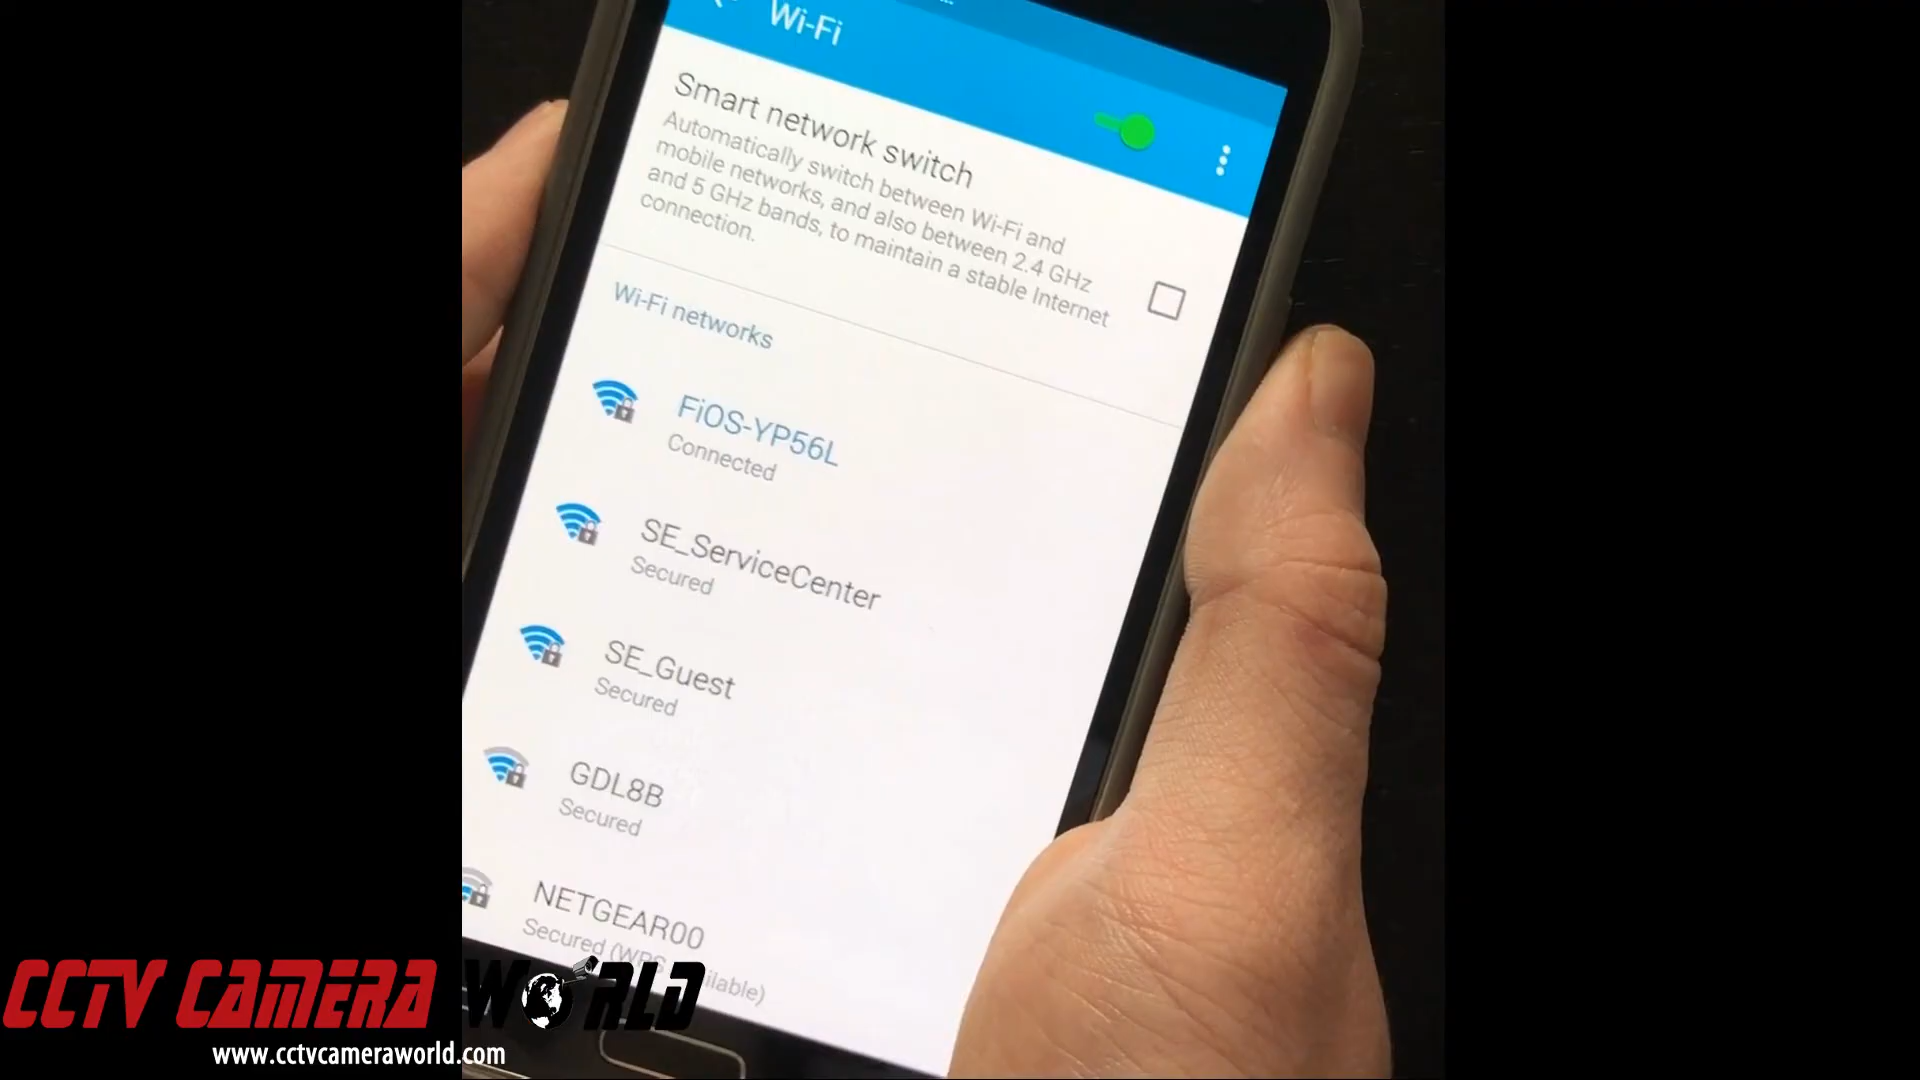 Wi-Fi
Smart network switch
Automatically switch between Wi-Fi and
mobile networks, and also between 2.4 GHz
and 5 GHz bands, to maintain a stable Internet
connection.
Wi-Fi networks
FiOS-YP56L
Connected
SE_ServiceCenter
Secured
SE_Guest
Secured
GDL8B
Secured
NETGEAR00
Secured (WPS available)
CCTV CAMERA WORLD
www.cctvcameraworld.com